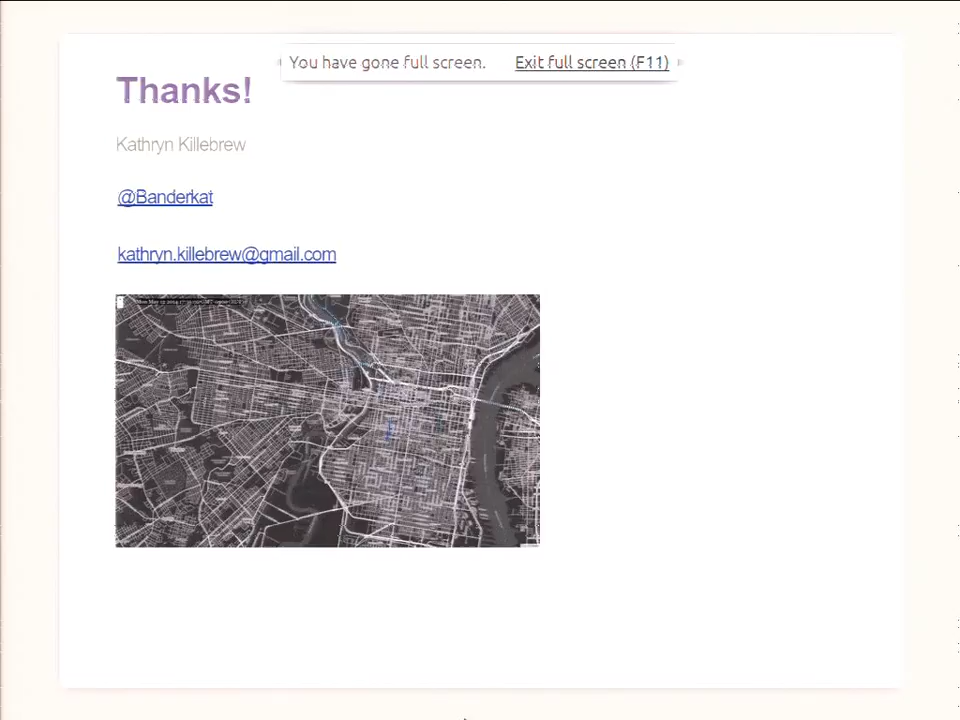 You have gone full screen. Exit full screen (F11)
Thanks!
Kathryn Killebrew
@Banderkat
kathryn.killebrew@gmail.com